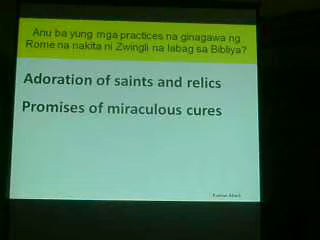 Anu ba yung mga practices na ginagawa ng
Rome na nakita ni Zwingli na labag sa Bibliya?
Adoration of saints and relics
Promises of miraculous cures